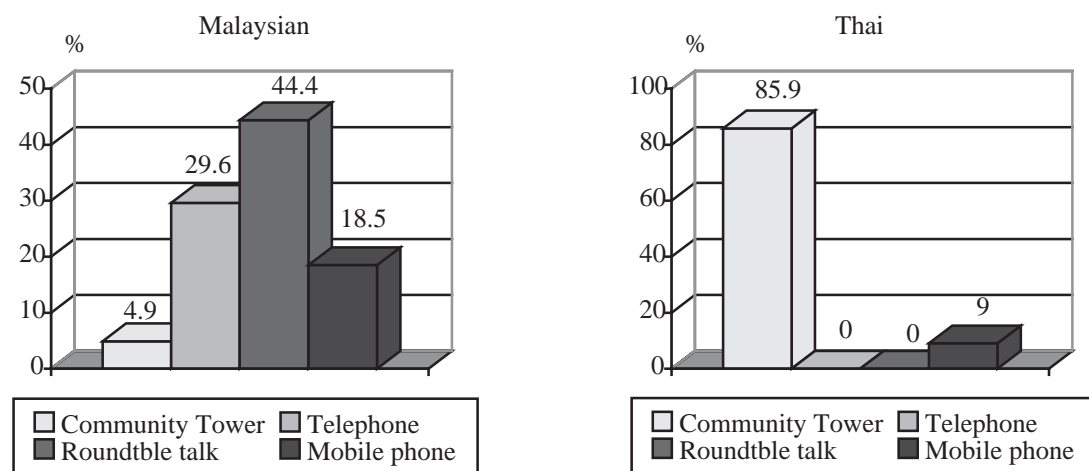 Malaysian
%
50
40
30
20
10
0
4.9
29.6
44.4
18.5
Community Tower
Telephone
Roundtble talk
Mobile phone
Thai
%
100
80
60
40
20
0
85.9
0
0
9
Community Tower
Telephone
Roundtble talk
Mobile phone